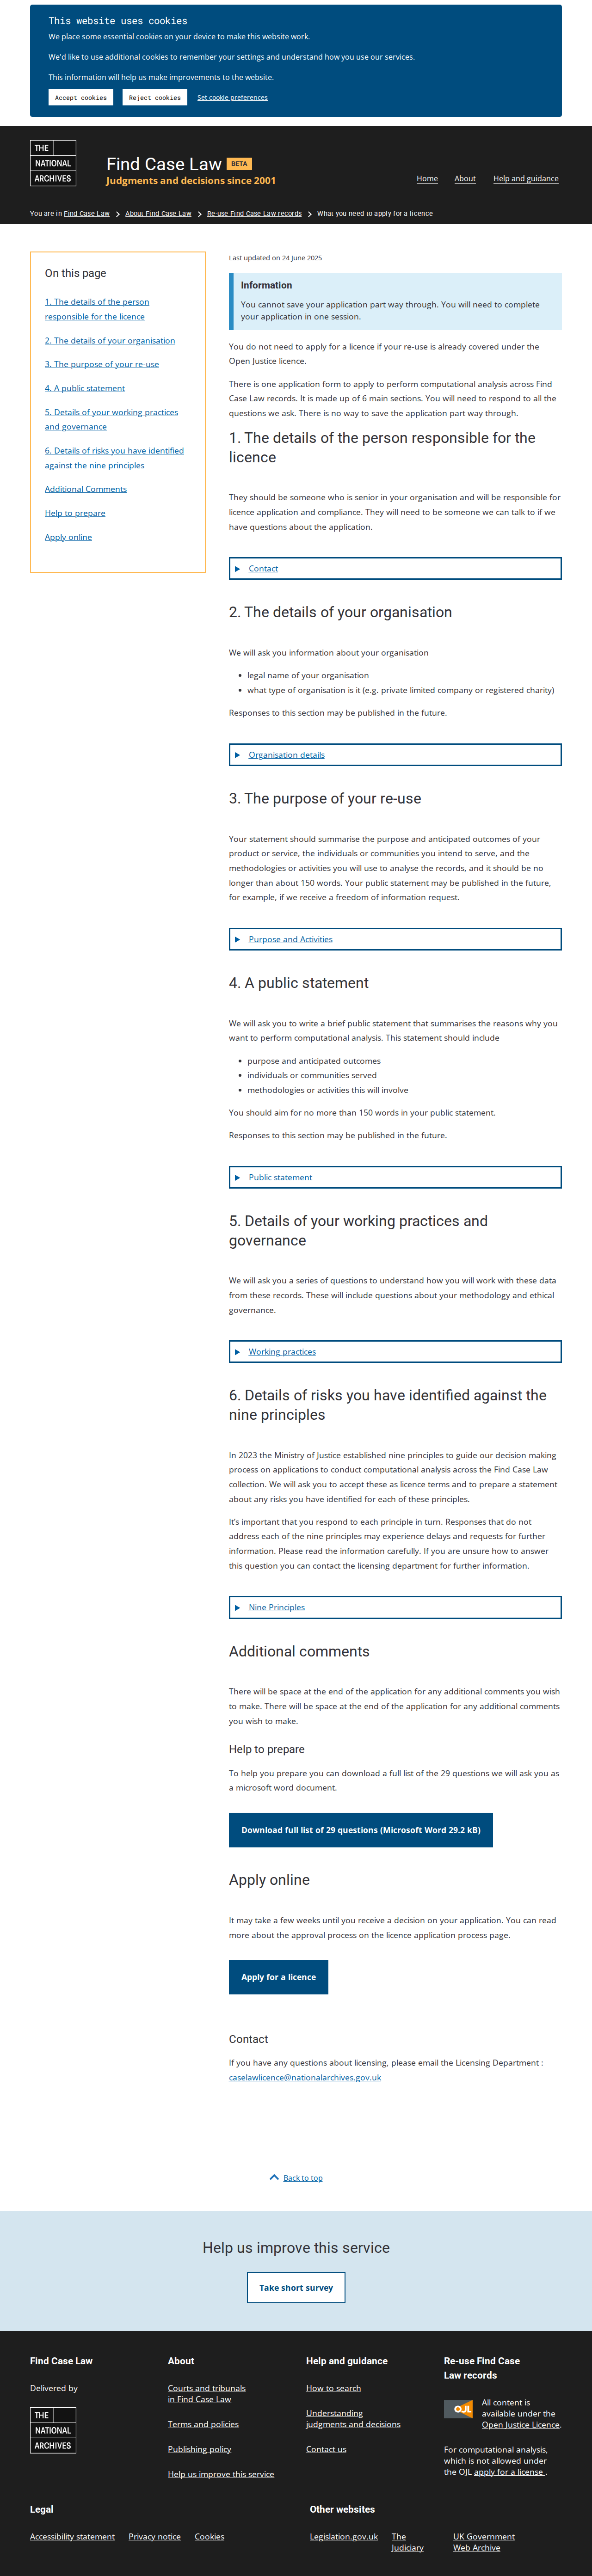 This website uses cookies
We place some essential cookies on your device to make this website work.
We'd like to use additional cookies to remember your settings and understand how you use our services.
This information will help us make improvements to the website.
Accept cookies
Reject cookies
Set cookie preferences
THE
NATIONAL
ARCHIVES
Find Case Law BETA
Judgments and decisions since 2001
Home
About
Help and guidance
You are in Find Case Law
About Find Case Law
Re-use Find Case Law records
What you need to apply for a licence
On this page
1. The details of the person
responsible for the licence
2. The details of your organisation
3. The purpose of your re-use
4. A public statement
5. Details of your working practices
and governance
6. Details of risks you have identified
against the nine principles
Additional Comments
Help to prepare
Apply online
Last updated on 24 June 2025
Information
You cannot save your application part way through. You will need to complete
your application in one session.
You do not need to apply for a licence if your re-use is already covered under the
Open Justice licence.
There is one application form to apply to perform computational analysis across Find
Case Law records. It is made up of 6 main sections. You will need to respond to all the
questions we ask. There is no way to save the application part way through.
1. The details of the person responsible for the
licence
They should be someone who is senior in your organisation and will be responsible for
licence application and compliance. They will need to be someone we can talk to if we
have questions about the application.
Contact
2. The details of your organisation
We will ask you information about your organisation
• legal name of your organisation
• what type of organisation is it (e.g. private limited company or registered charity)
Responses to this section may be published in the future.
Organisation details
3. The purpose of your re-use
Your statement should summarise the purpose and anticipated outcomes of your
product or service, the individuals or communities you intend to serve, and the
methodologies or activities you will use to analyse the records, and it should be no
longer than about 150 words. Your public statement may be published in the future,
for example, if we receive a freedom of information request.
Purpose and Activities
4. A public statement
We will ask you to write a brief public statement that summarises the reasons why you
want to perform computational analysis. This statement should include
• purpose and anticipated outcomes
• individuals or communities served
• methodologies or activities this will involve
You should aim for no more than 150 words in your public statement.
Responses to this section may be published in the future.
Public statement
5. Details of your working practices and
governance
We will ask you a series of questions to understand how you will work with these data
from these records. These will include questions about your methodology and ethical
governance.
Working practices
6. Details of risks you have identified against the
nine principles
In 2023 the Ministry of Justice established nine principles to guide our decision making
process on applications to conduct computational analysis across the Find Case Law
collection. We will ask you to accept these as licence terms and to prepare a statement
about any risks you have identified for each of these principles.
It's important that you respond to each principle in turn. Responses that do not
address each of the nine principles may experience delays and requests for further
information. Please read the information carefully. If you are unsure how to answer
this question you can contact the licensing department for further information.
Nine Principles
Additional comments
There will be space at the end of the application for any additional comments you wish
to make. There will be space at the end of the application for any additional comments
you wish to make.
Help to prepare
To help you prepare you can download a full list of the 29 questions we will ask you as
a microsoft word document.
Download full list of 29 questions (Microsoft Word 29.2 kB)
Apply online
It may take a few weeks until you receive a decision on your application. You can read
more about the approval process on the licence application process page.
Apply for a licence
Contact
If you have any questions about licensing, please email the Licensing Department :
caselawlicence@nationalarchives.gov.uk
Back to top
Help us improve this service
Take short survey
Find Case Law
Delivered by
THE
NATIONAL
ARCHIVES
About
Courts and tribunals
in Find Case Law
Terms and policies
Publishing policy
Help us improve this service
Help and guidance
How to search
Understanding
judgments and decisions
Contact us
Re-use Find Case
Law records
OJL
All content is
available under the
Open Justice Licence.
For computational analysis,
which is not allowed under
the OJL apply for a license .
Legal
Accessibility statement
Privacy notice
Cookies
Other websites
Legislation.gov.uk
The
Judiciary
UK Government
Web Archive